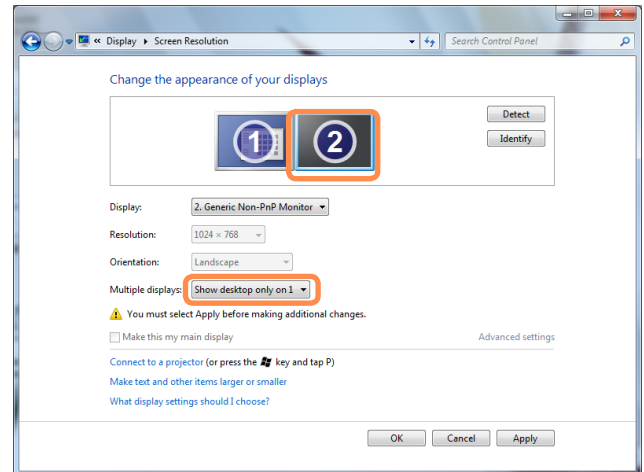 « Display ▸ Screen Resolution Search Control Panel
Change the appearance of your displays
1 2
Detect
Identify
Display: 2. Generic Non-PnP Monitor
Resolution: 1024 × 768
Orientation: Landscape
Multiple displays: Show desktop only on 1
You must select Apply before making additional changes.
Make this my main display Advanced settings
Connect to a projector (or press the key and tap P)
Make text and other items larger or smaller
What display settings should I choose?
OK Cancel Apply